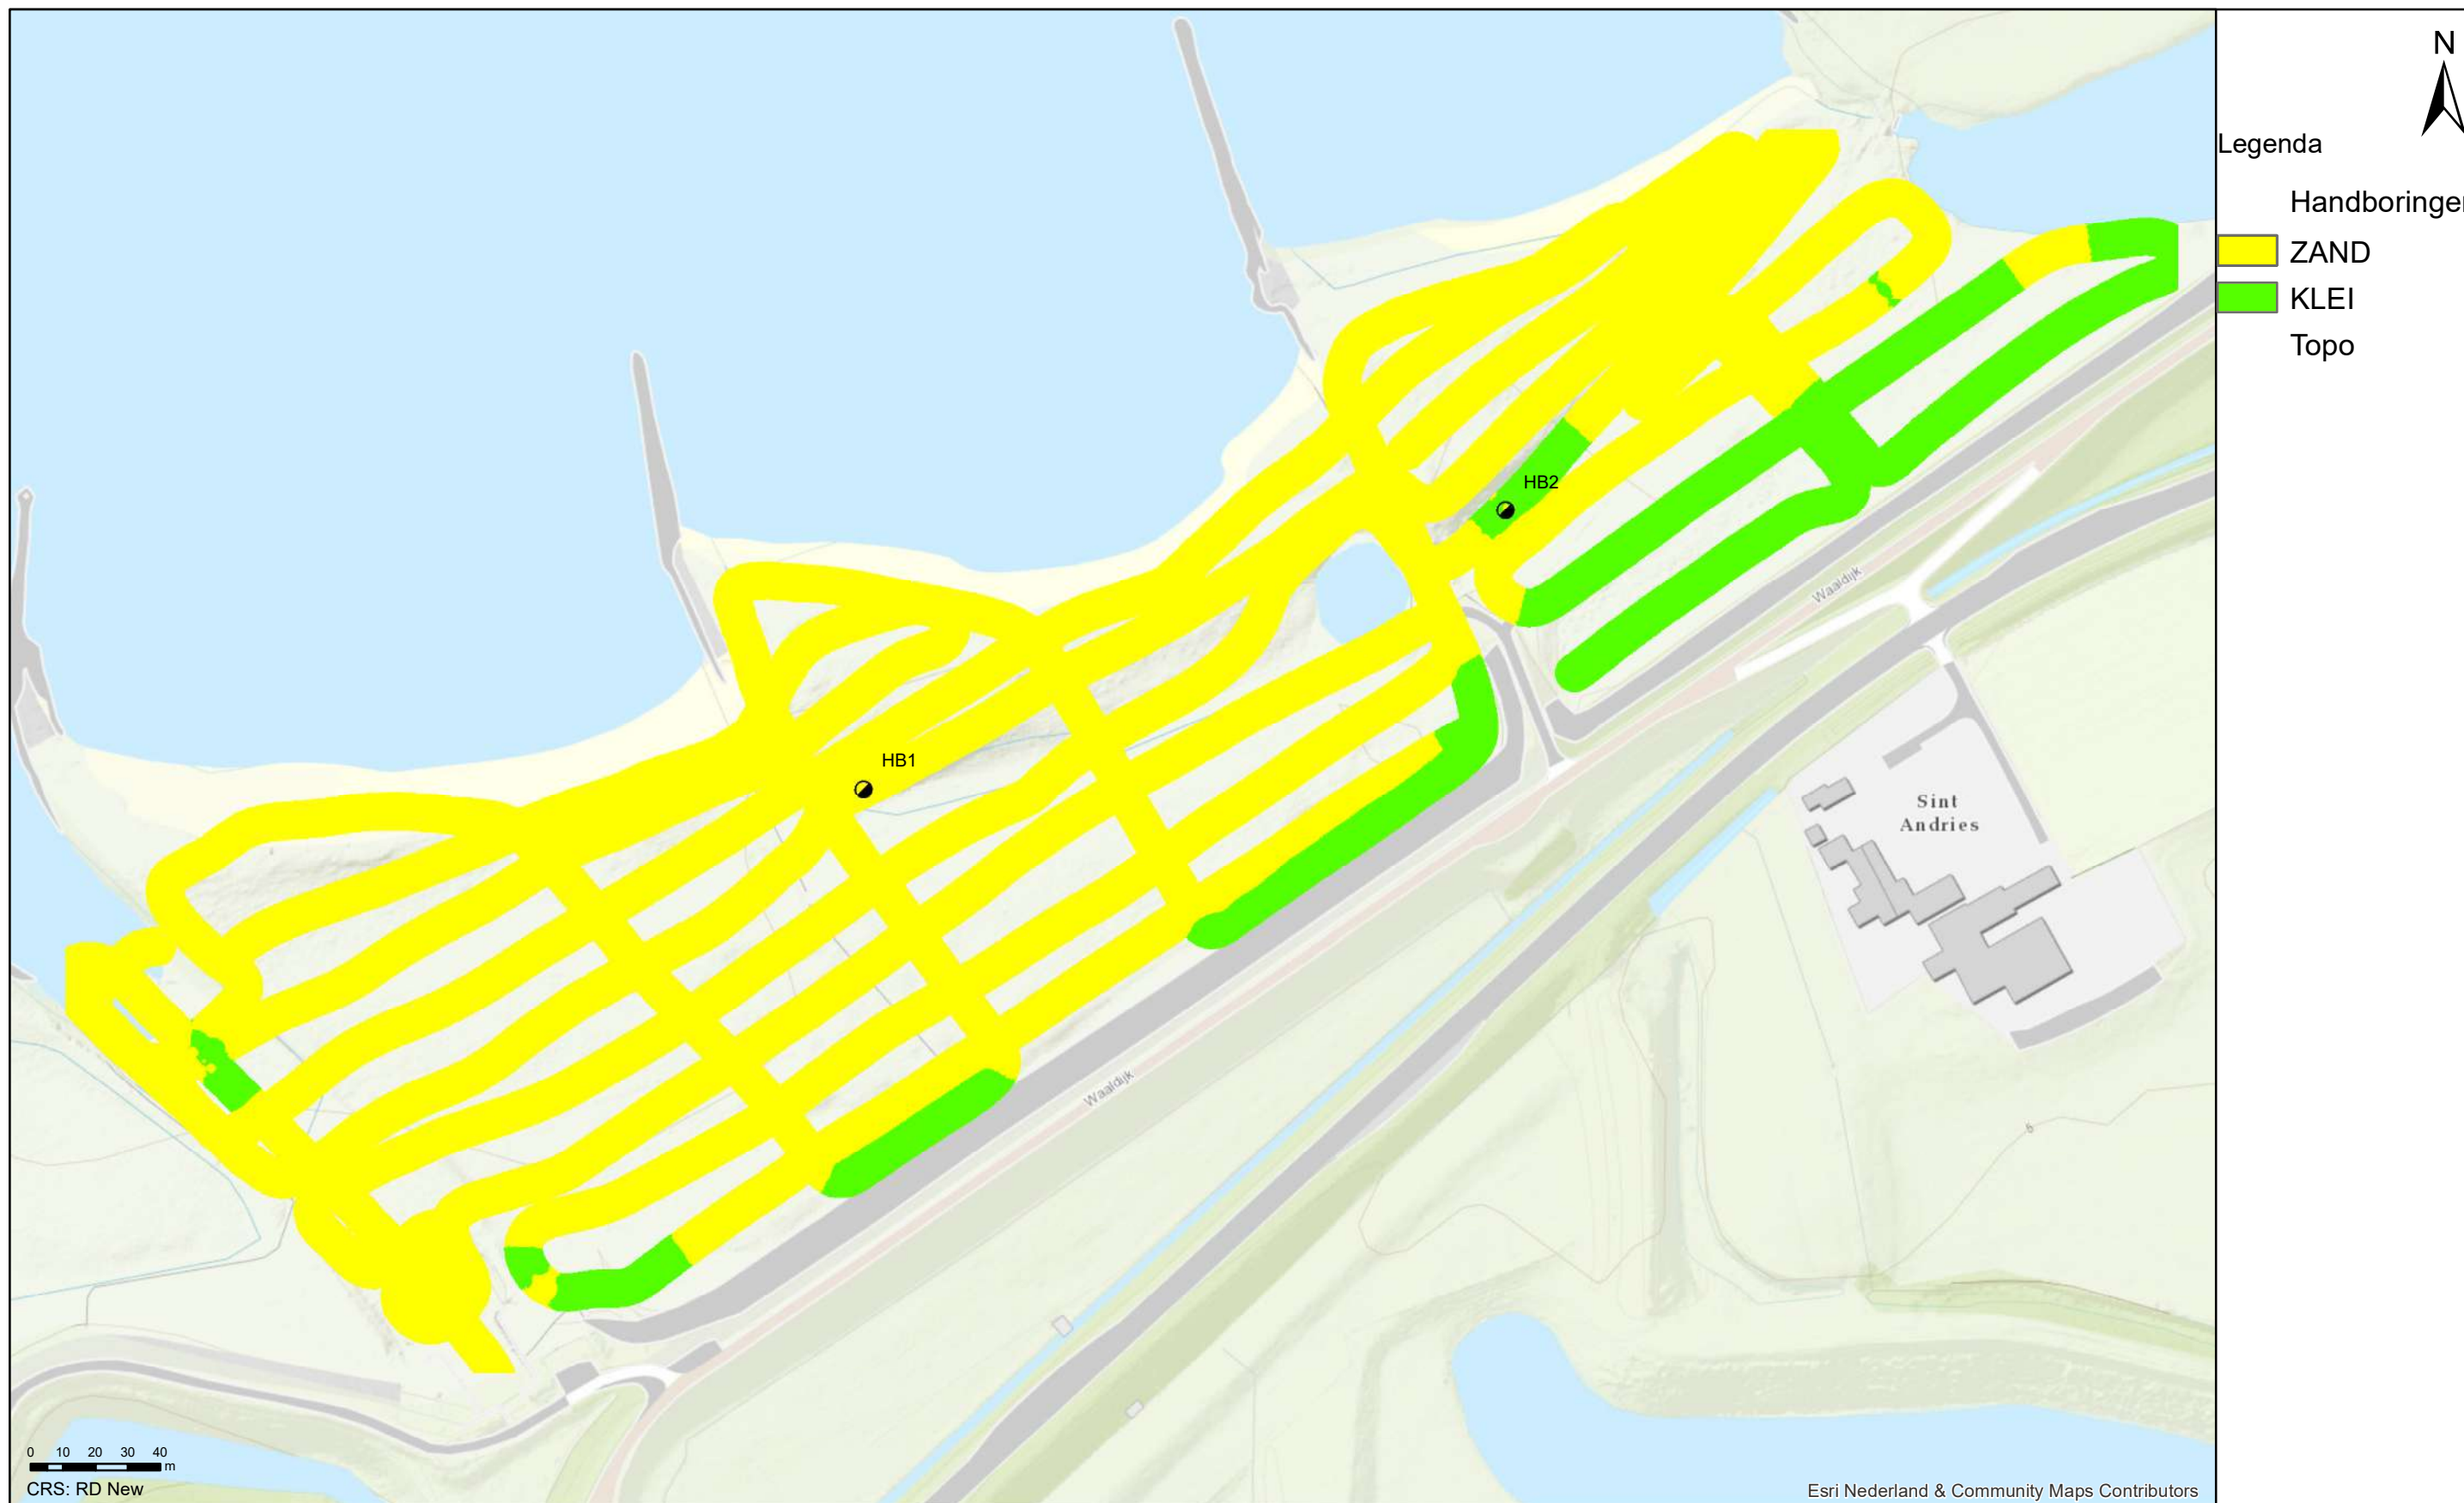 N
Legenda
Handboringen
ZAND
KLEI
Topo
HB2
Waaldijk
HB1
Sint
Andries
Waaldijk
0 10 20 30 40
m
CRS: RD New
Esri Nederland & Community Maps Contributors